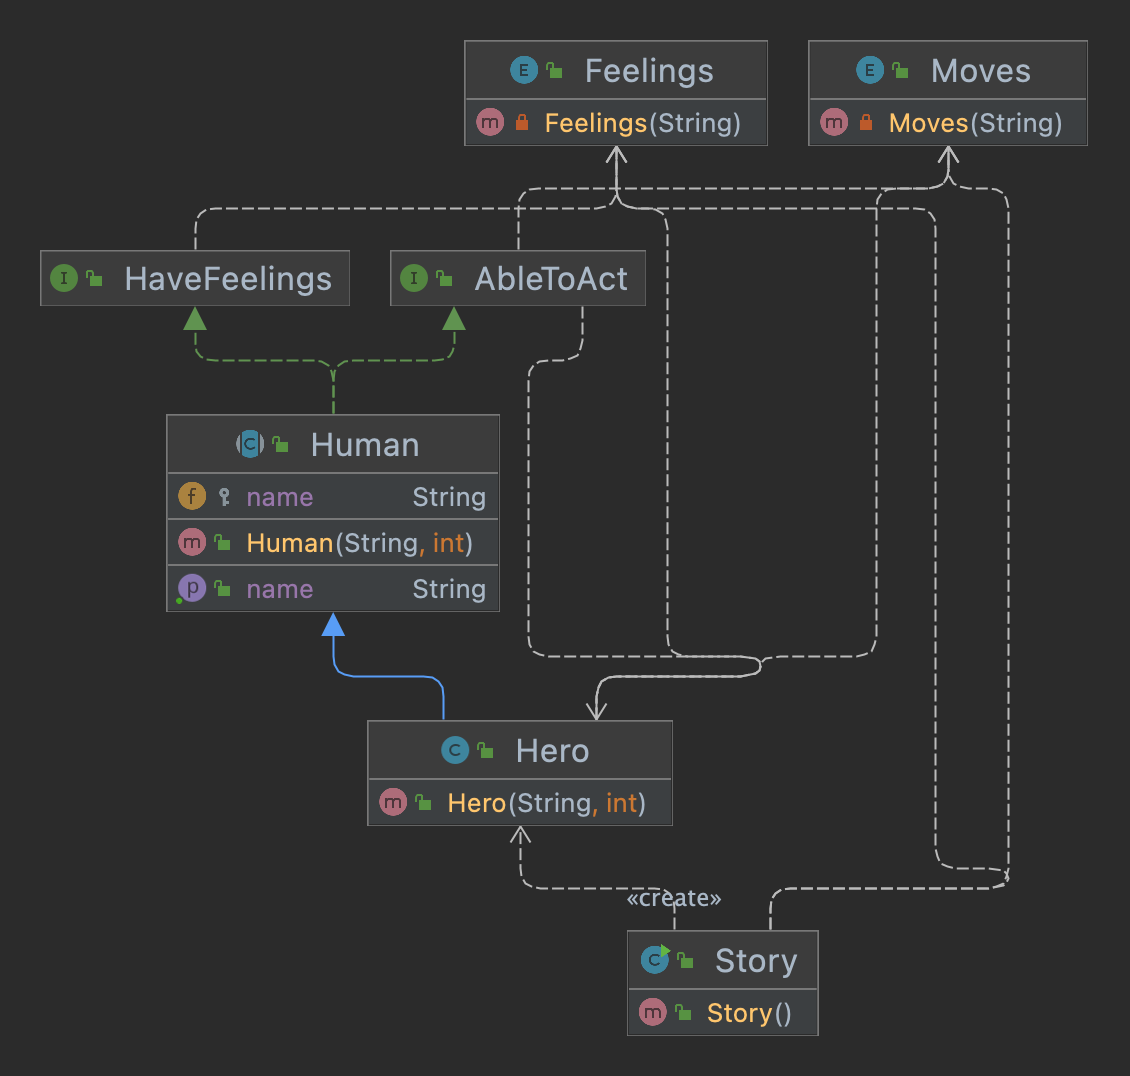 E Feelings
m Feelings(String)
E Moves
m Moves(String)
I HaveFeelings
I AbleToAct
C Human
f name String
m Human(String, int)
p name String
C Hero
m Hero(String, int)
«create»
C Story
m Story()